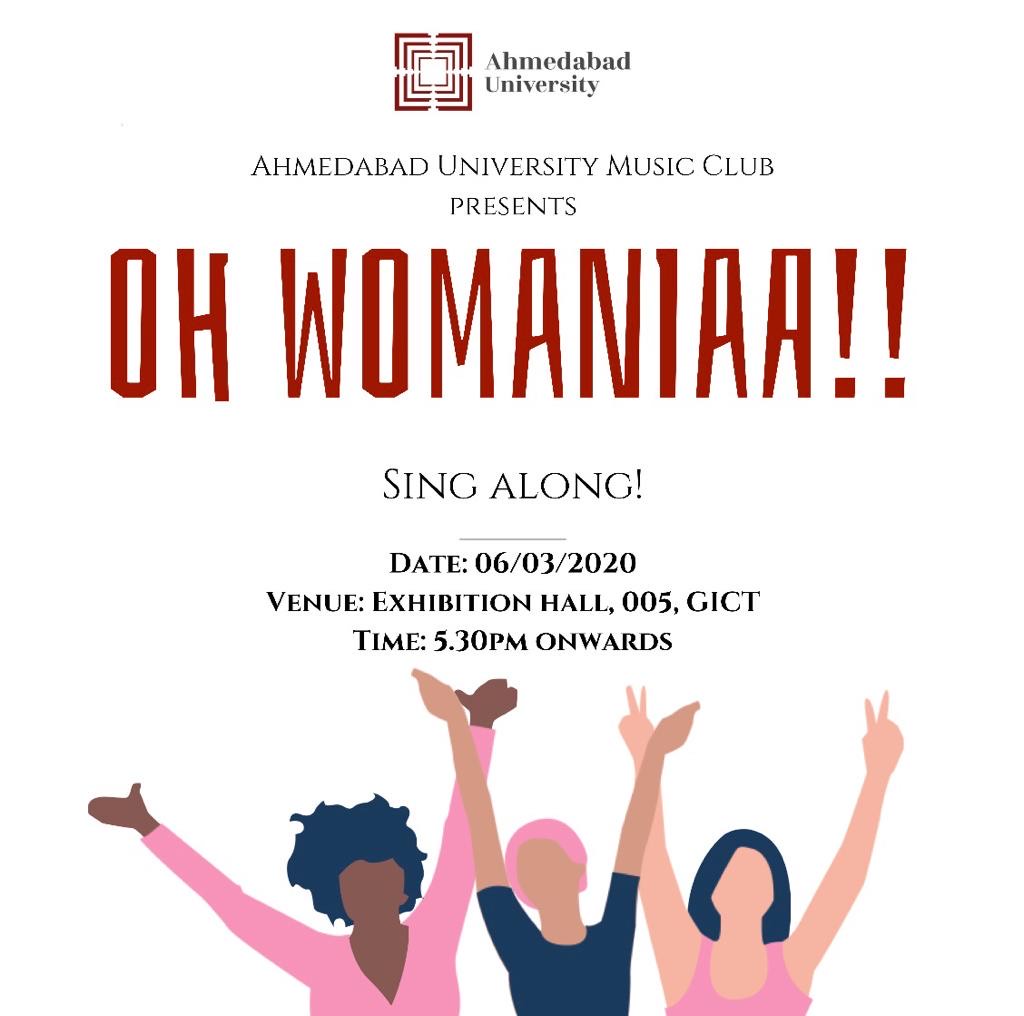 Ahmedabad
University
Ahmedabad University Music Club
presents
OH WOMANIAA!!
Sing along!
Date: 06/03/2020
Venue: Exhibition hall, 005, GICT
Time: 5.30pm onwards